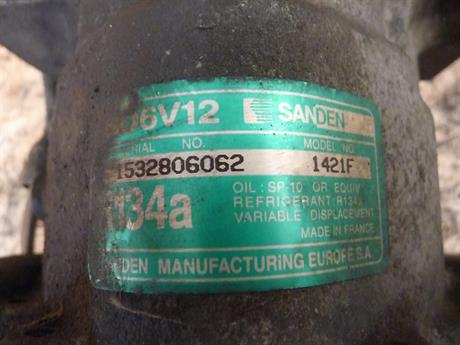 D6V12 SANDEN
SERIAL NO. MODEL NO.
1532806062 1421F
R134a
OIL: SP-10 OR EQUIV
REFRIGERANT R134a
VARIABLE DISPLACEMENT
MADE IN FRANCE
SANDEN MANUFACTURING EUROPE S.A.